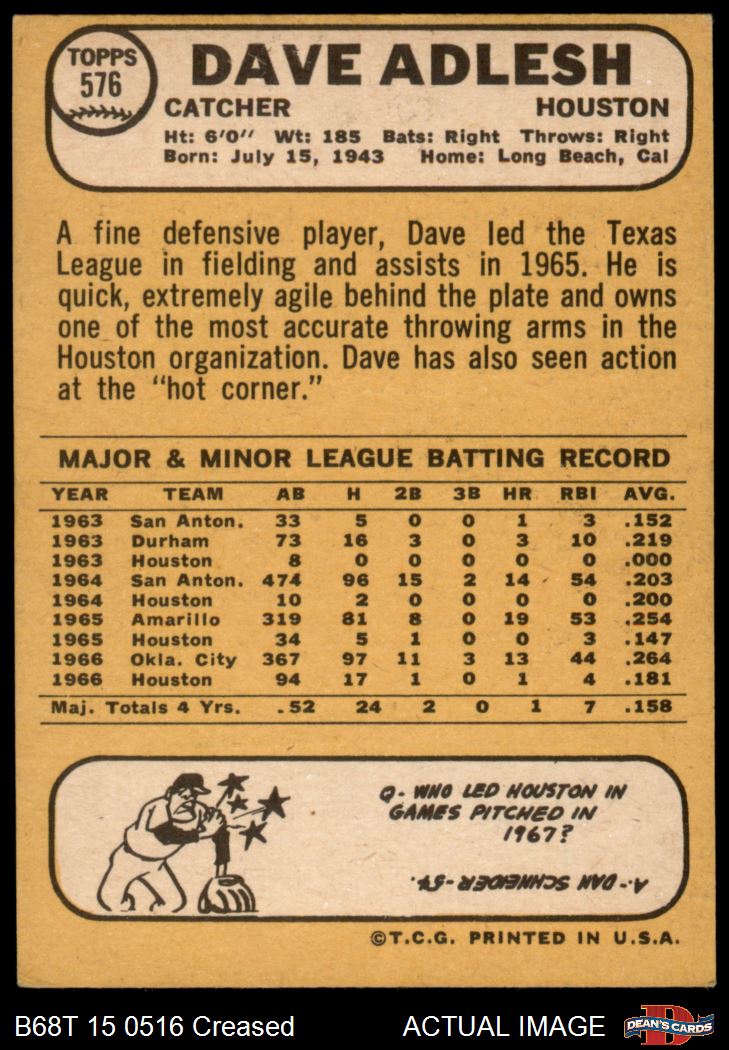 TOPPS
576
DAVE ADLESH
CATCHER HOUSTON
Ht: 6'0" Wt: 185 Bats: Right Throws: Right
Born: July 15, 1943 Home: Long Beach, Cal
A fine defensive player, Dave led the Texas
League in fielding and assists in 1965. He is
quick, extremely agile behind the plate and owns
one of the most accurate throwing arms in the
Houston organization. Dave has also seen action
at the "hot corner."
MAJOR & MINOR LEAGUE BATTING RECORD
YEAR TEAM AB H 2B 3B HR RBI AVG.
1963 San Anton. 33 5 0 0 1 3 .152
1963 Durham 73 16 3 0 3 10 .219
1963 Houston 8 0 0 0 0 0 .000
1964 San Anton. 474 96 15 2 14 54 .203
1964 Houston 10 2 0 0 0 0 .200
1965 Amarillo 319 81 8 0 19 53 .254
1965 Houston 34 5 1 0 0 3 .147
1966 Okla. City 367 97 11 3 13 44 .264
1966 Houston 94 17 1 0 1 4 .181
Maj. Totals 4 Yrs. .52 24 2 0 1 7 .158
Q- WHO LED HOUSTON IN
GAMES PITCHED IN
1967?
A.- DAN SCHNEIDER-54.
©T.C.G. PRINTED IN U.S.A.
B68T 15 0516 Creased ACTUAL IMAGE
D
DEAN'S CARDS